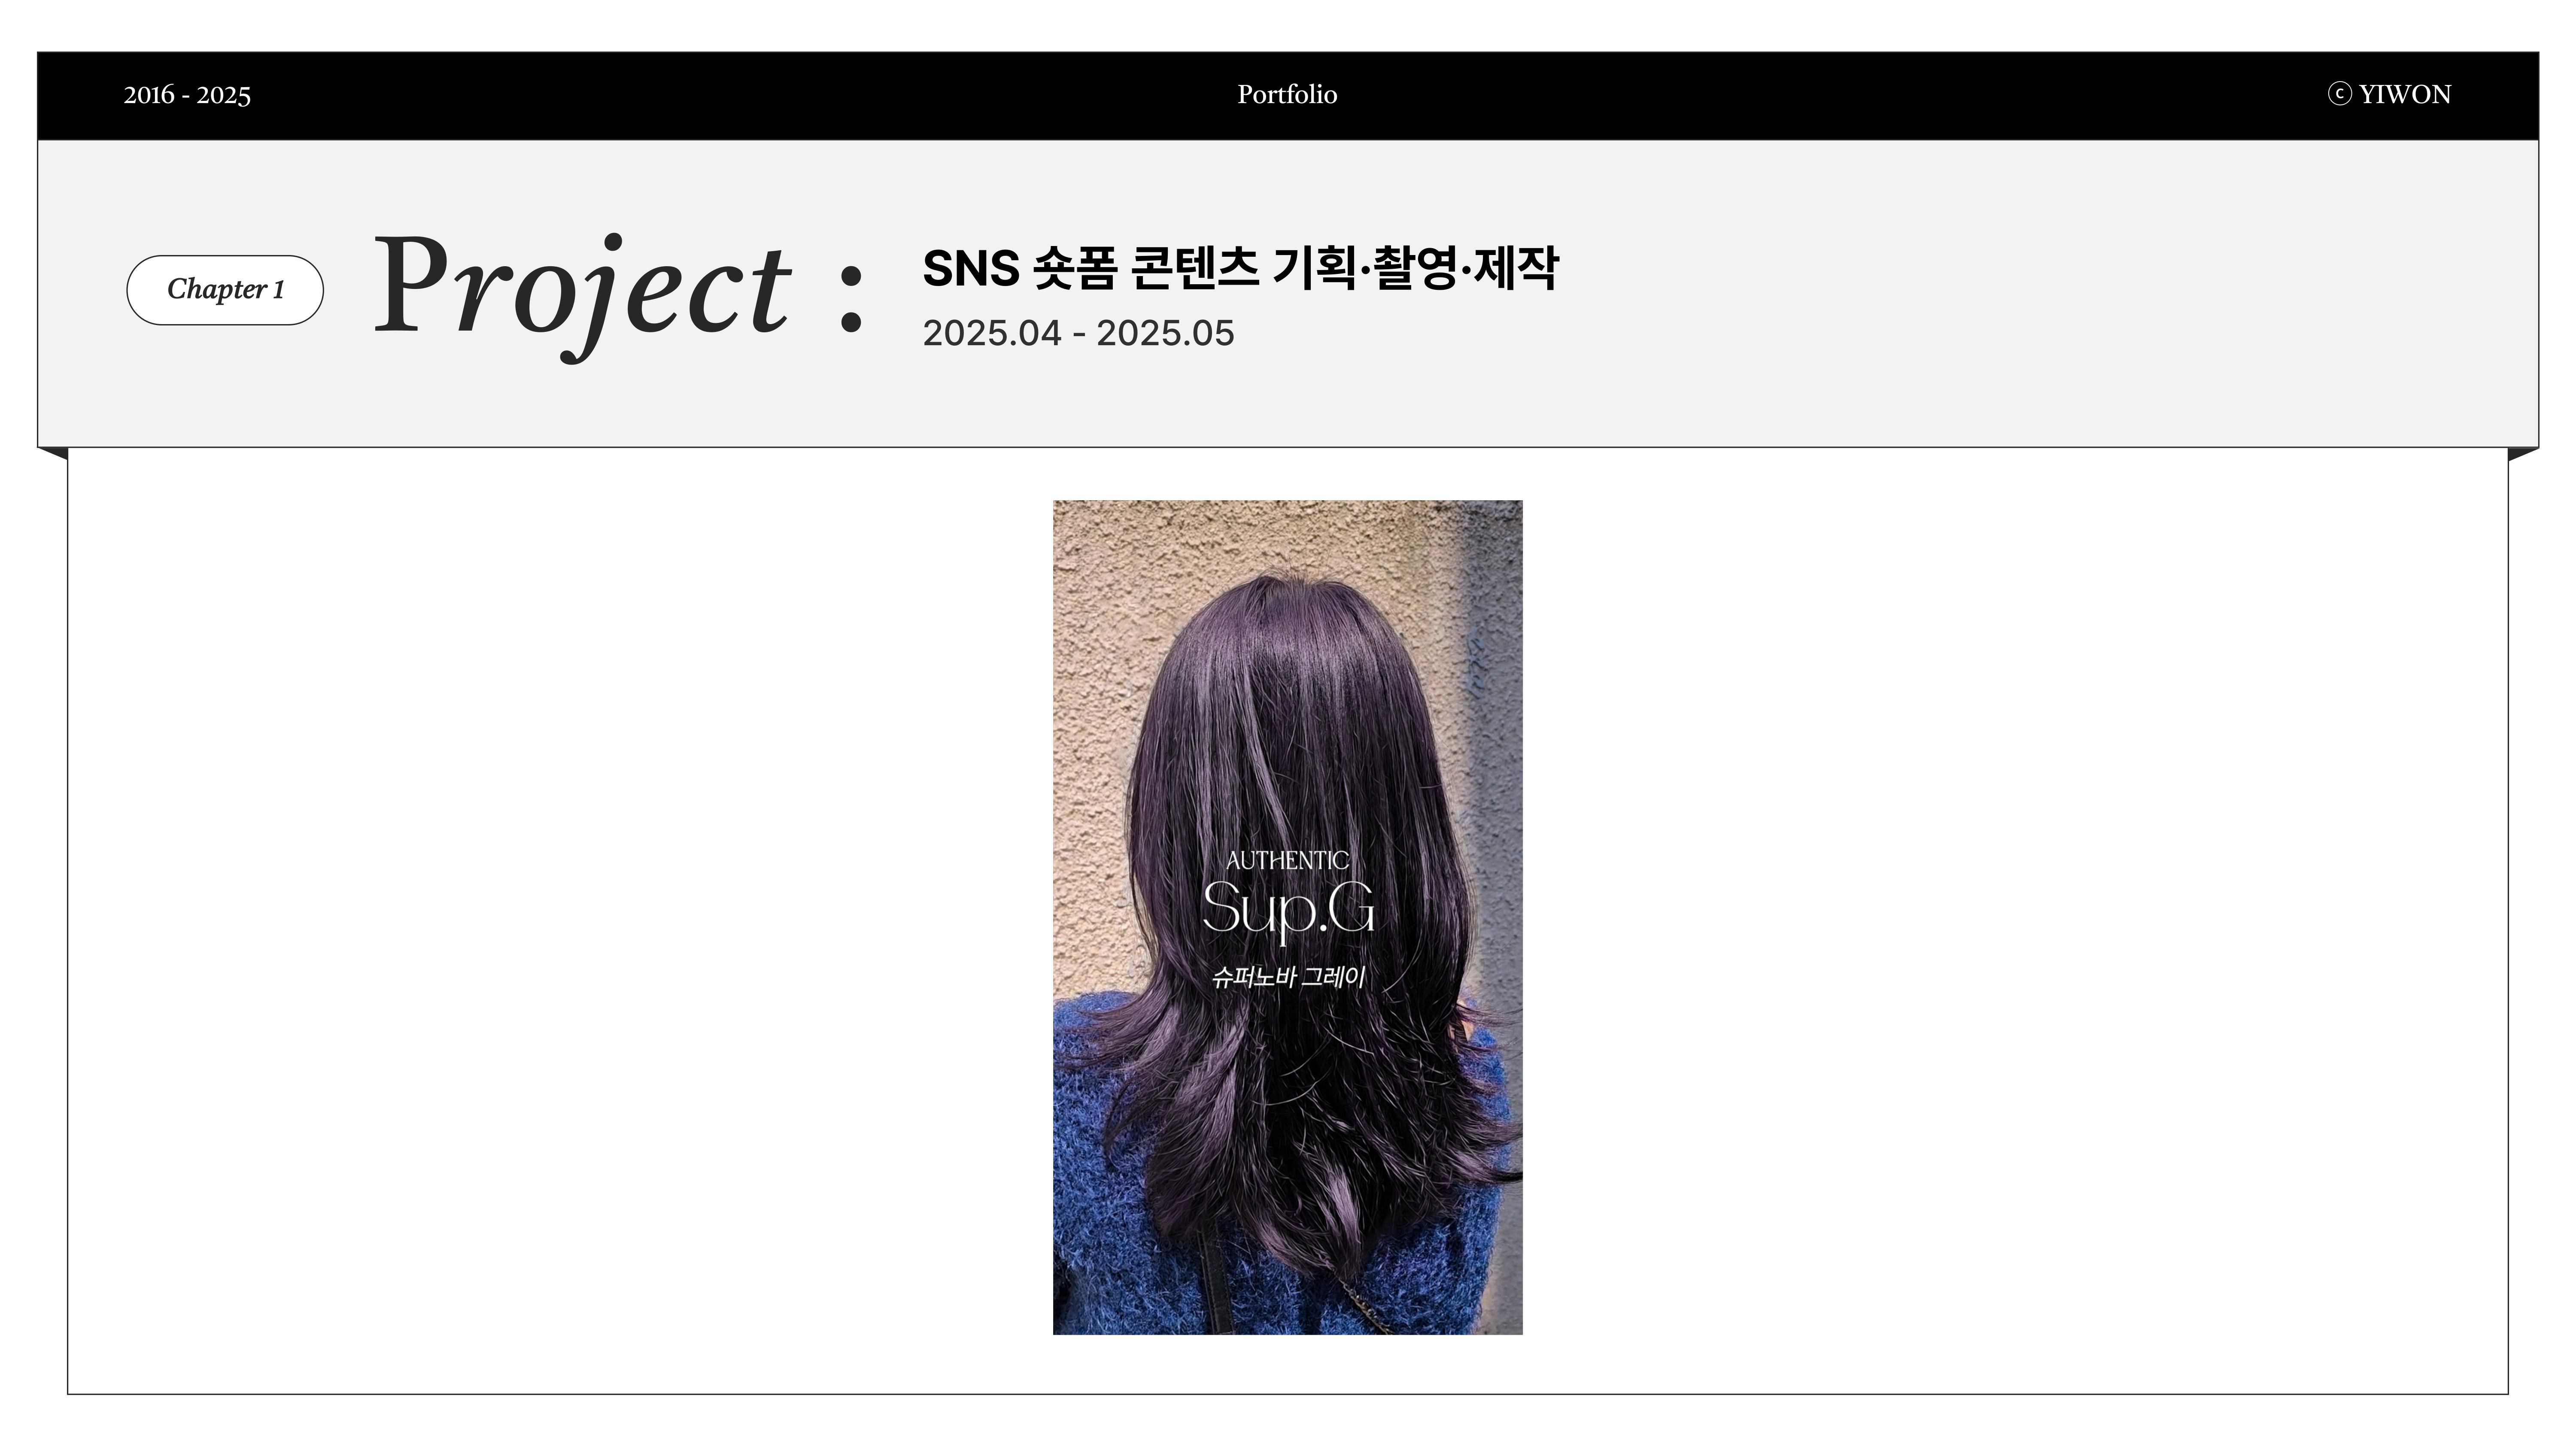 2016 - 2025
Portfolio
ⓒ YIWON
Chapter 1
Project :
SNS 숏폼 콘텐츠 기획·촬영·제작
2025.04 - 2025.05
AUTHENTIC
Sup.G
슈퍼노바 그레이